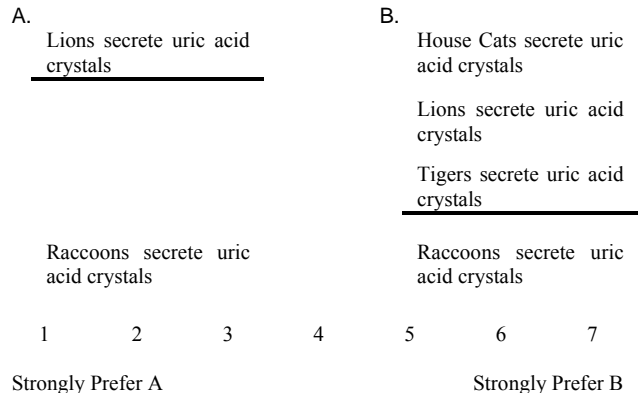 A.
Lions secrete uric acid
crystals
Raccoons secrete uric
acid crystals
B.
House Cats secrete uric
acid crystals
Lions secrete uric acid
crystals
Tigers secrete uric acid
crystals
Raccoons secrete uric
acid crystals
1 2 3 4 5 6 7
Strongly Prefer A Strongly Prefer B